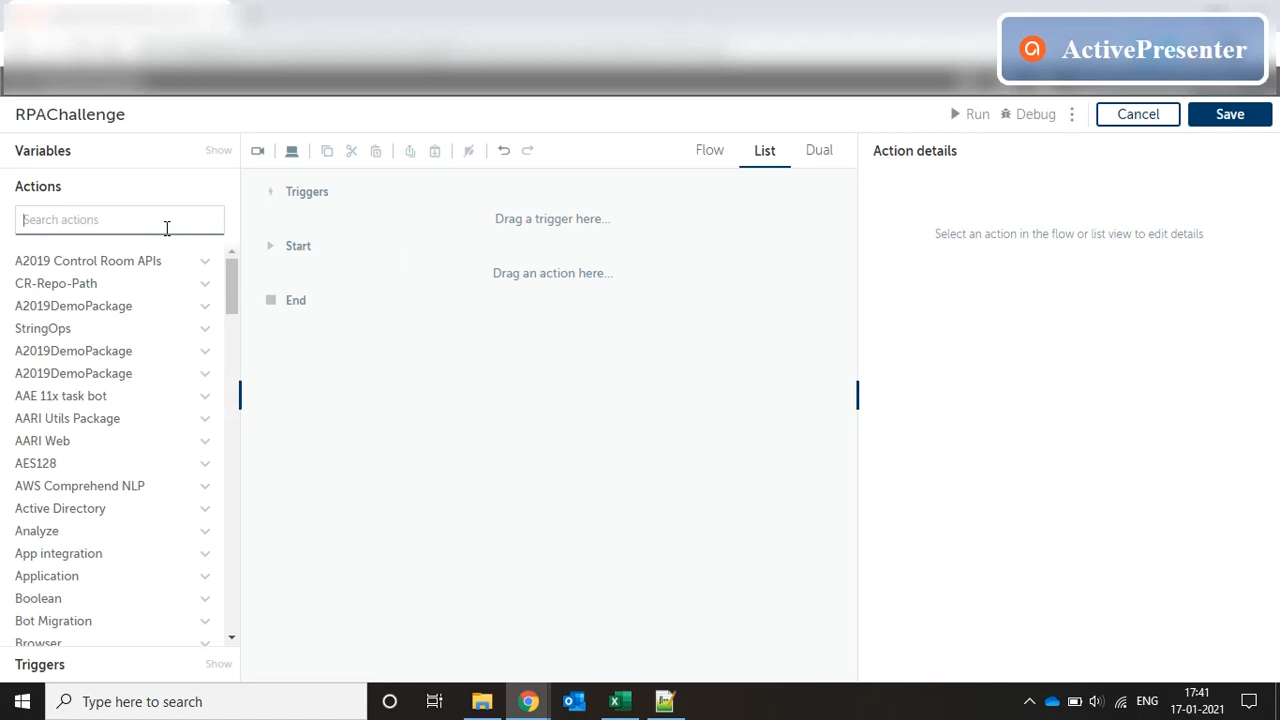 ActivePresenter
RPAChallenge
Run
Debug
Cancel
Save
Variables
Show
Flow
List
Dual
Action details
Actions
Search actions
Triggers
Drag a trigger here...
Start
Drag an action here...
End
Select an action in the flow or list view to edit details
A2019 Control Room APIs
CR-Repo-Path
A2019DemoPackage
StringOps
A2019DemoPackage
A2019DemoPackage
AAE 11x task bot
AARI Utils Package
AARI Web
AES128
AWS Comprehend NLP
Active Directory
Analyze
App integration
Application
Boolean
Bot Migration
Browser
Triggers
Show
Type here to search
ENG
17:41
17-01-2021